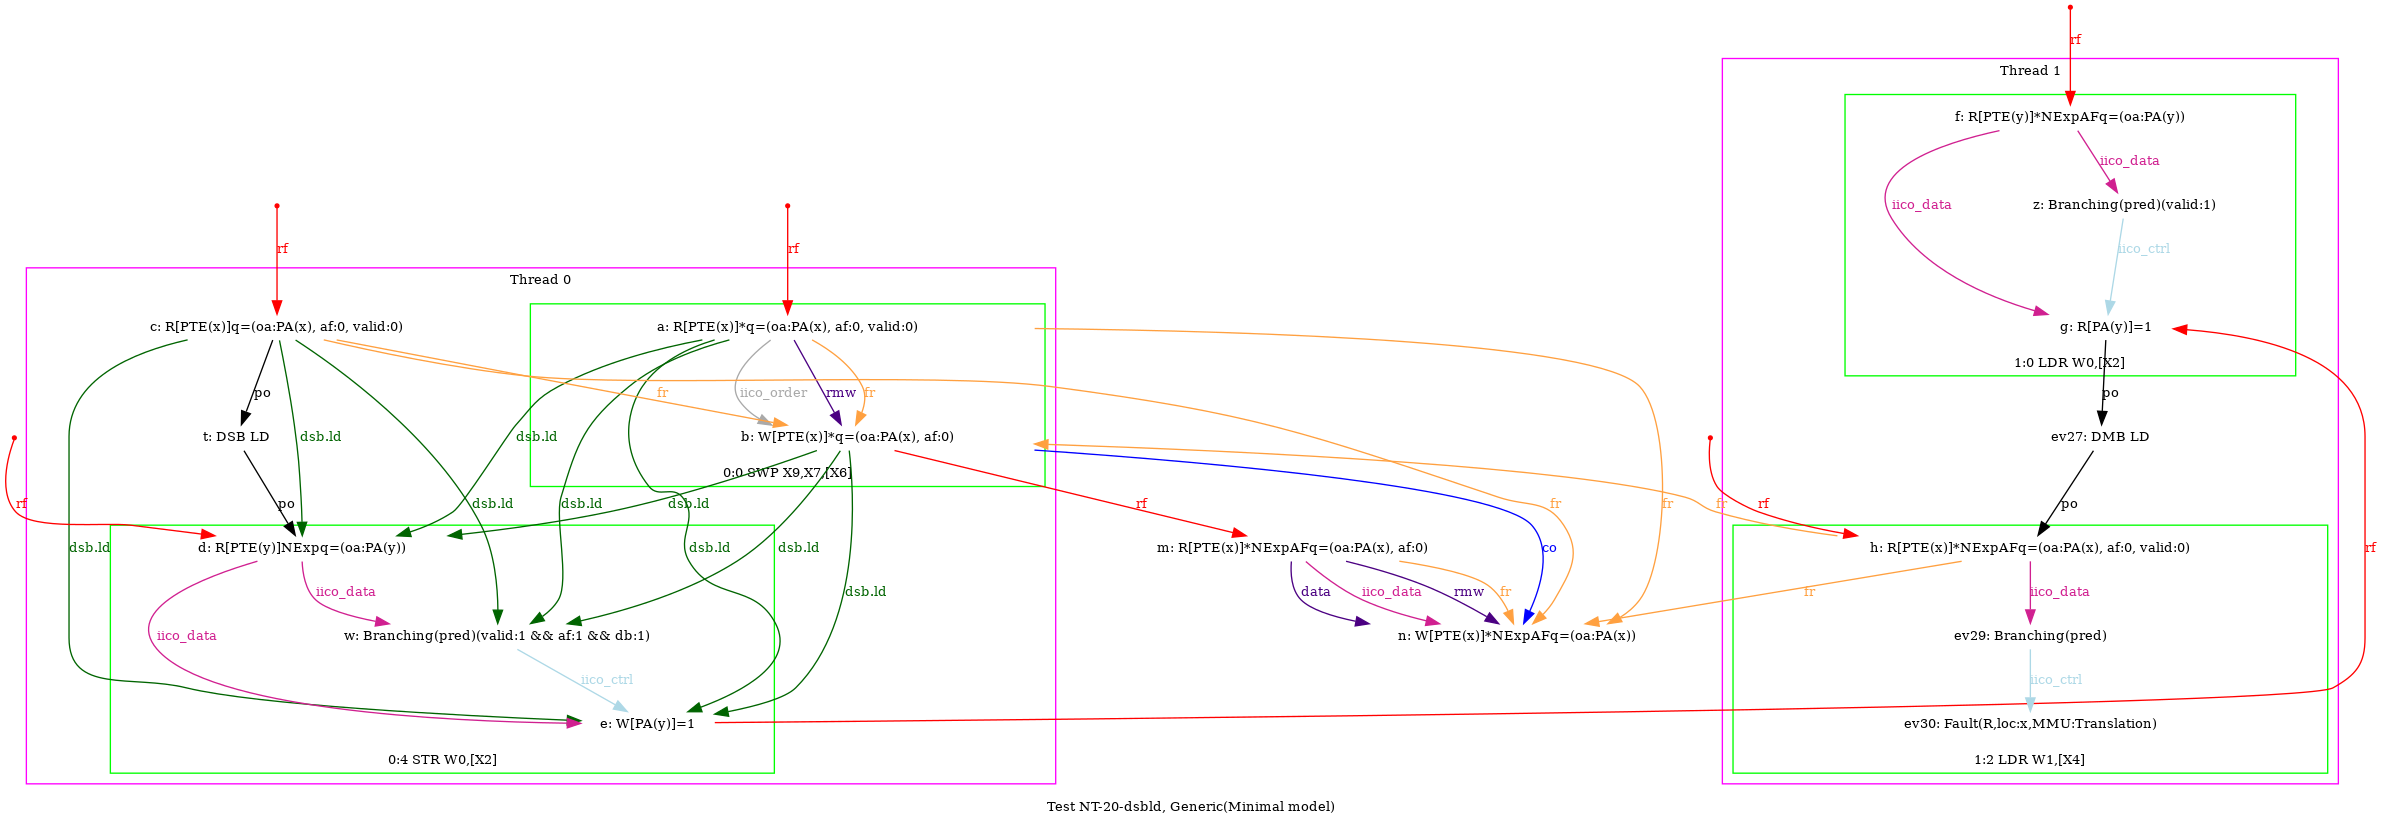 rf
Thread 1
f: R[PTE(y)]*NExpAFq=(oa:PA(y))
iico_data
z: Branching(pred)(valid:1)
iico_data
iico_ctrl
rf
rf
Thread 0
c: R[PTE(x)]q=(oa:PA(x), af:0, valid:0)
a: R[PTE(x)]*q=(oa:PA(x), af:0, valid:0)
g: R[PA(y)]=1
1:0 LDR W0,[X2]
po
fr
iico_order
rmw
fr
po
t: DSB LD
dsb.ld
dsb.ld
b: W[PTE(x)]*q=(oa:PA(x), af:0)
ev27: DMB LD
0:0 SWP X9,X7,[X6]
rf
po
dsb.ld
dsb.ld
dsb.ld
rf
fr
fr
fr
rf
po
dsb.ld
d: R[PTE(y)]NExpq=(oa:PA(y))
dsb.ld
dsb.ld
m: R[PTE(x)]*NExpAFq=(oa:PA(x), af:0)
co
h: R[PTE(x)]*NExpAFq=(oa:PA(x), af:0, valid:0)
rf
iico_data
dsb.ld
data
iico_data
rmw
fr
fr
iico_data
iico_data
w: Branching(pred)(valid:1 && af:1 && db:1)
n: W[PTE(x)]*NExpAFq=(oa:PA(x))
ev29: Branching(pred)
iico_ctrl
iico_ctrl
e: W[PA(y)]=1
ev30: Fault(R,loc:x,MMU:Translation)
0:4 STR W0,[X2]
1:2 LDR W1,[X4]
Test NT-20-dsbld, Generic(Minimal model)